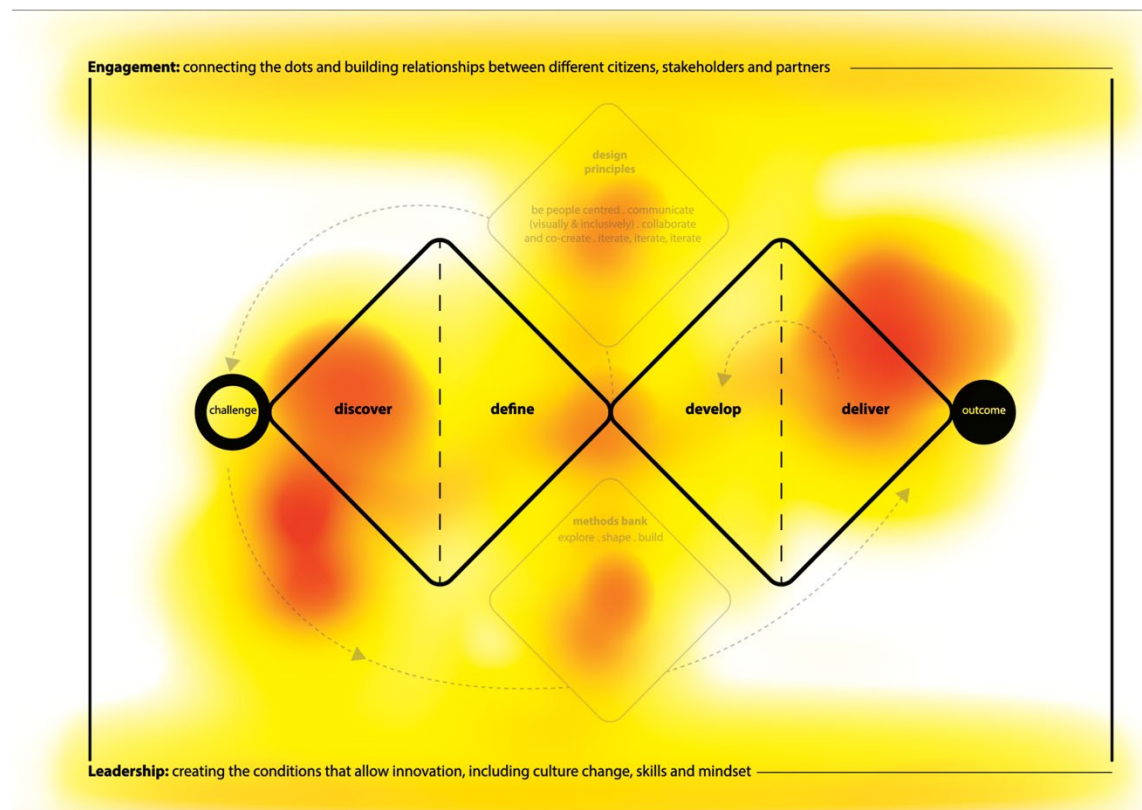 Engagement: connecting the dots and building relationships between different citizens, stakeholders and partners
design
principles
be people centred . communicate
(visually & inclusively) . collaborate
and co-create . iterate, iterate, iterate
challenge
discover
define
develop
deliver
outcome
methods bank
explore . shape . build
Leadership: creating the conditions that allow innovation, including culture change, skills and mindset